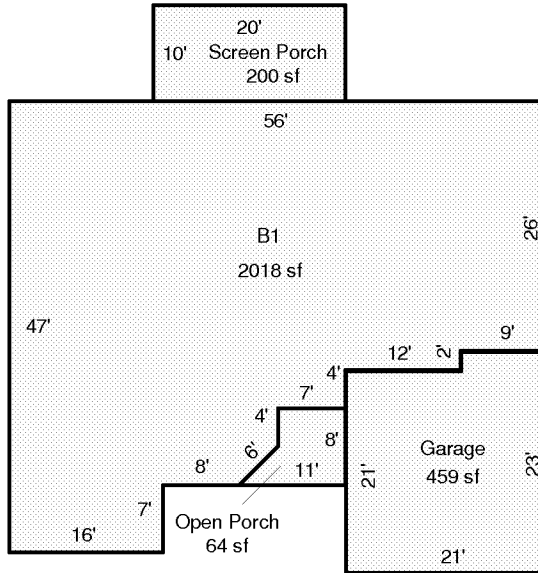 20'
10'
Screen Porch
200 sf
56'
26'
B1
2018 sf
47'
9'
2'
12'
4'
7'
4'
8'
6'
8'
11'
21'
Garage
459 sf
23'
7'
Open Porch
64 sf
16'
21'